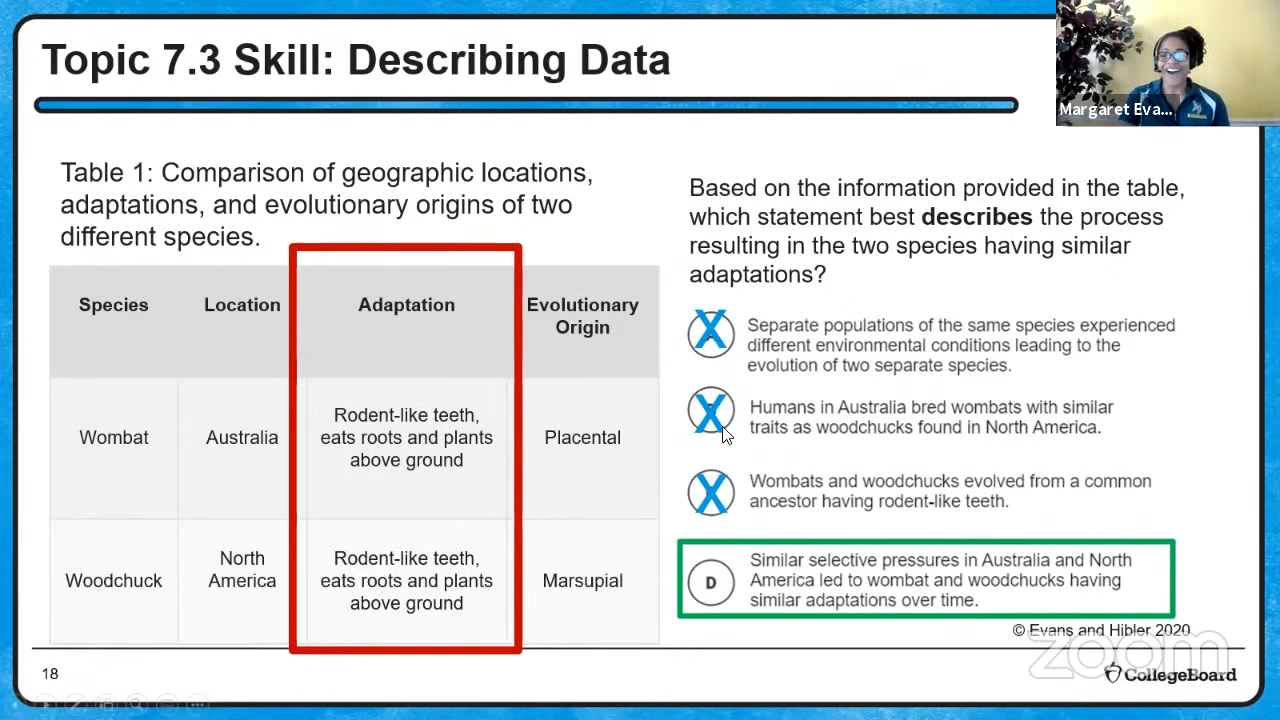 Topic 7.3 Skill: Describing Data
Margaret Eva...
Table 1: Comparison of geographic locations,
adaptations, and evolutionary origins of two
different species.
Species Location Adaptation Evolutionary
Origin
Wombat Australia Rodent-like teeth,
eats roots and plants
above ground Placental
Woodchuck North
America Rodent-like teeth,
eats roots and plants
above ground Marsupial
Based on the information provided in the table,
which statement best describes the process
resulting in the two species having similar
adaptations?
X Separate populations of the same species experienced
different environmental conditions leading to the
evolution of two separate species.
X Humans in Australia bred wombats with similar
traits as woodchucks found in North America.
X Wombats and woodchucks evolved from a common
ancestor having rodent-like teeth.
D Similar selective pressures in Australia and North
America led to wombat and woodchucks having
similar adaptations over time.
© Evans and Hibler 2020
zoom
18
CollegeBoard